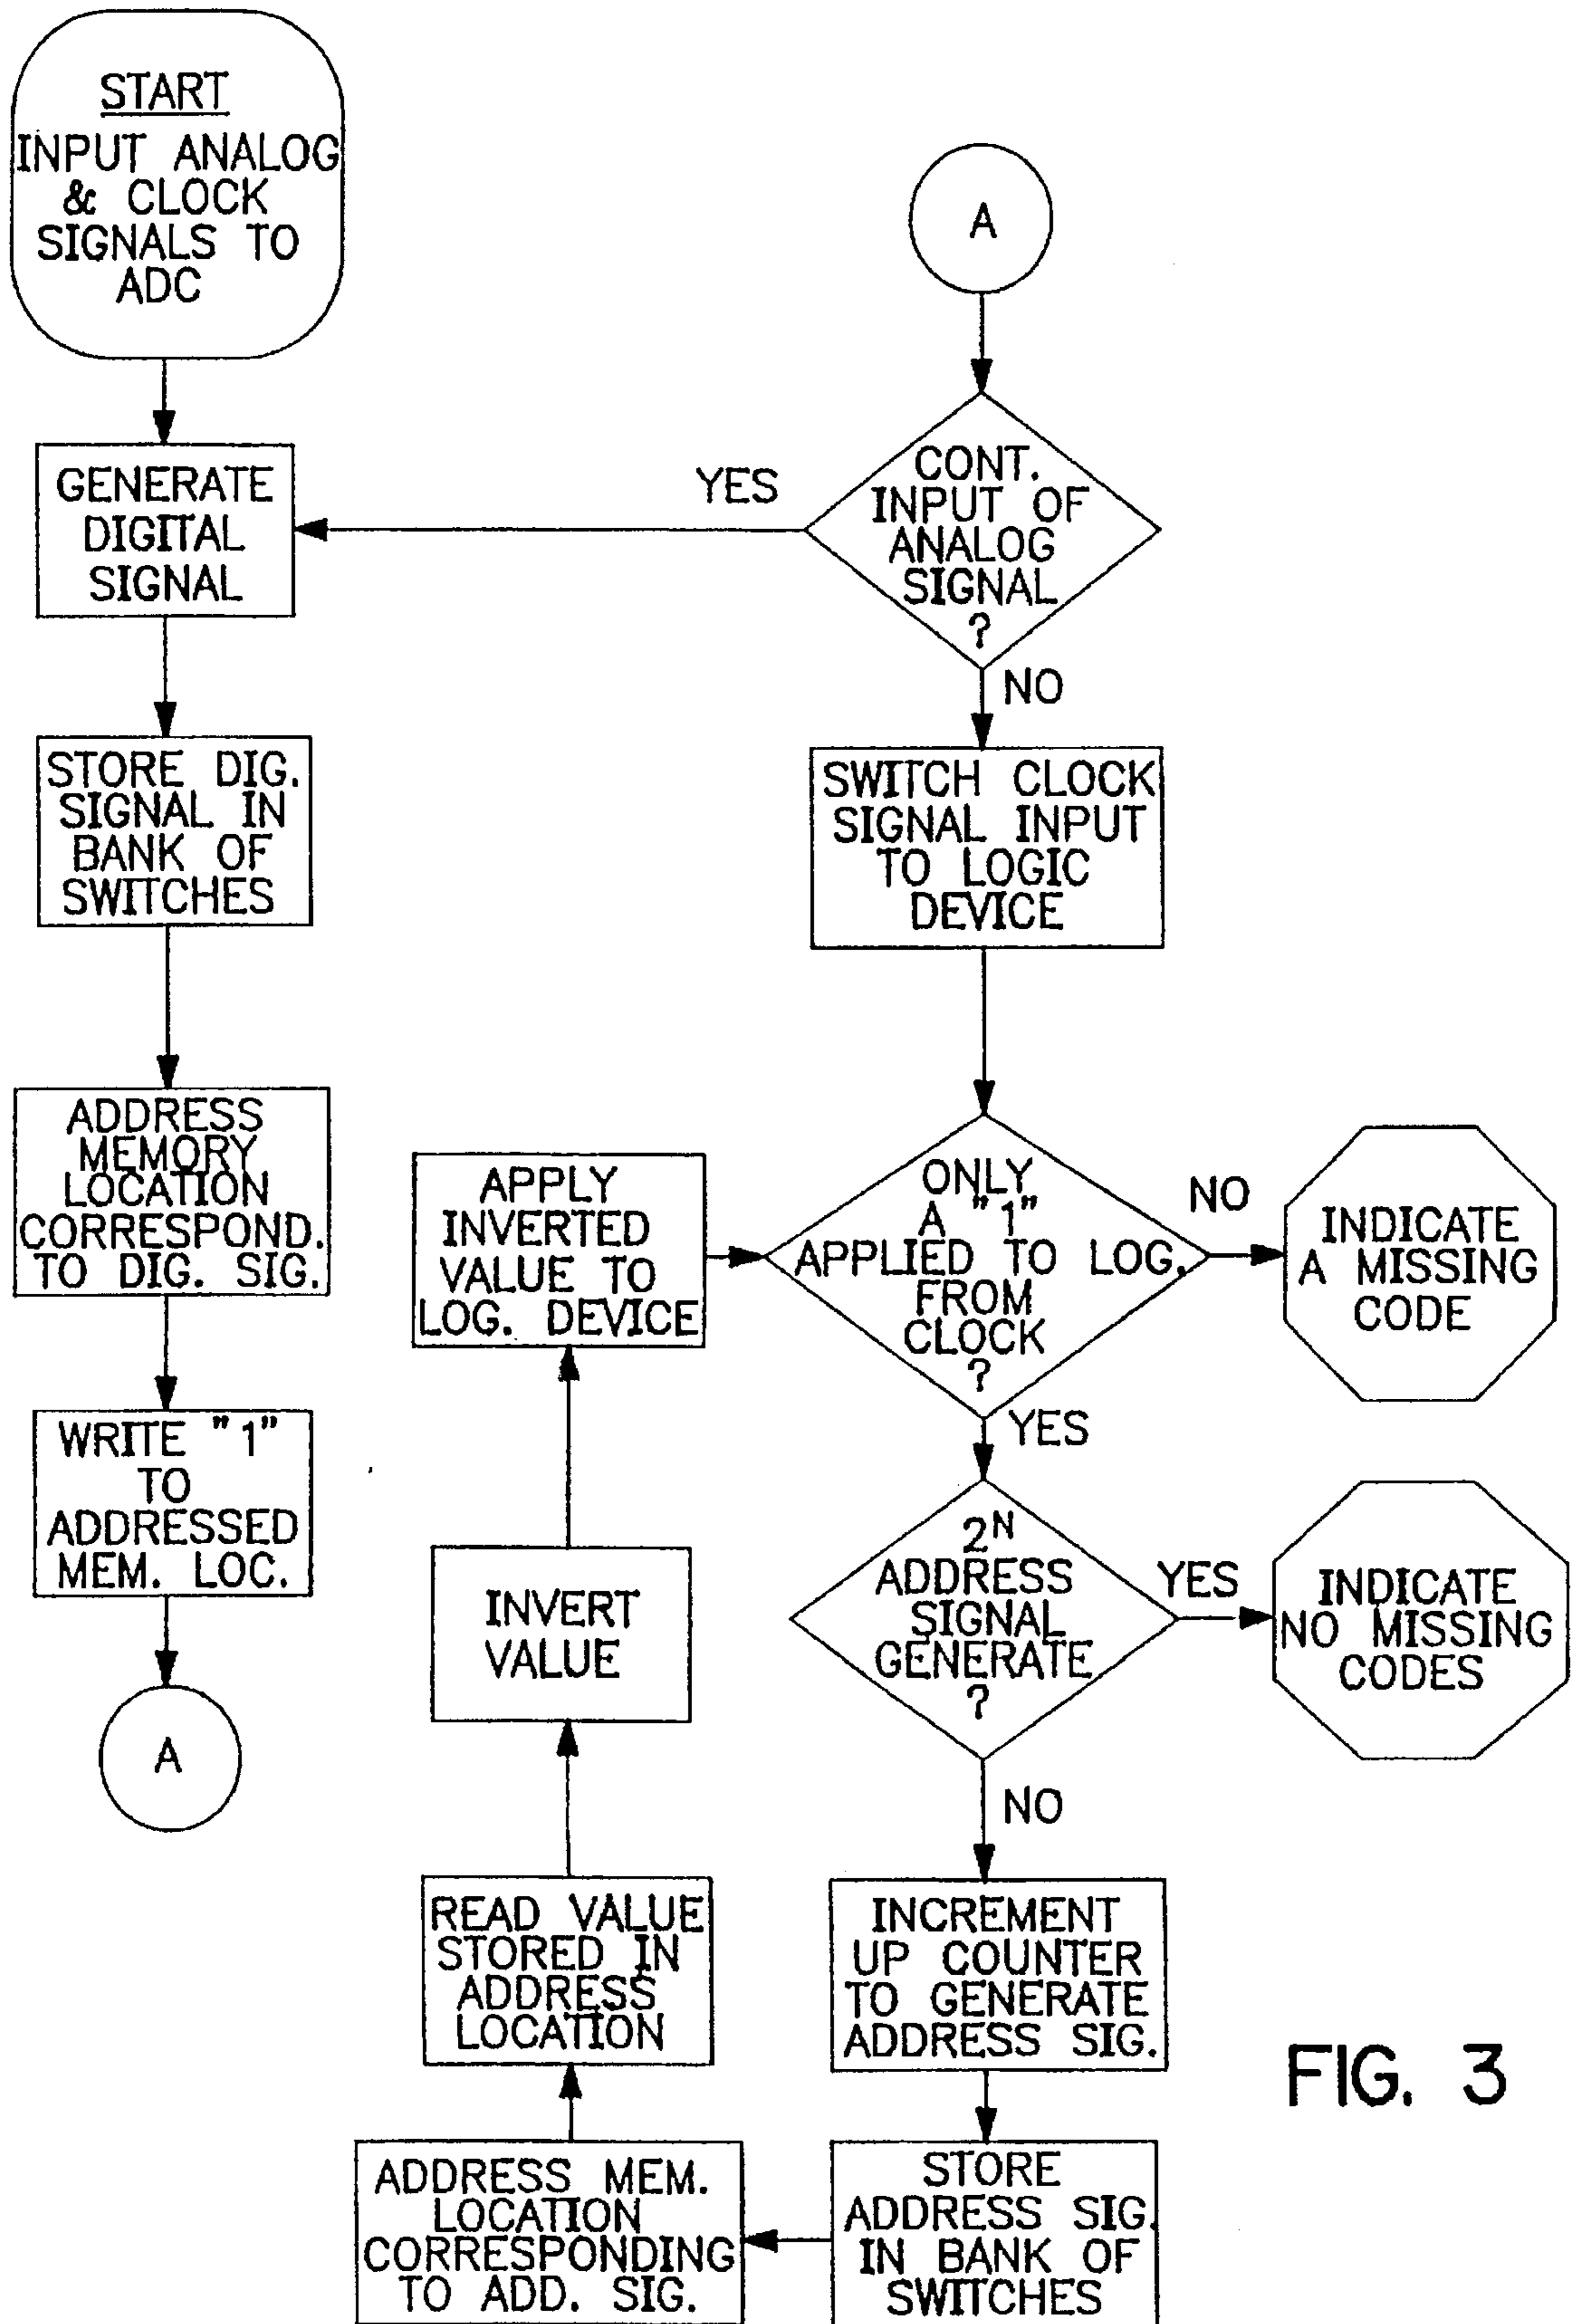 START
INPUT ANALOG
& CLOCK
SIGNALS TO
ADC
GENERATE
DIGITAL
SIGNAL
STORE DIG.
SIGNAL IN
BANK OF
SWITCHES
ADDRESS
MEMORY
LOCATION
CORRESPOND.
TO DIG. SIG.
WRITE "1"
TO
ADDRESSED
MEM. LOC.
A
A
CONT.
INPUT OF
ANALOG
SIGNAL
?
YES
NO
SWITCH CLOCK
SIGNAL INPUT
TO LOGIC
DEVICE
ONLY
A "1"
APPLIED TO LOG.
FROM
CLOCK
?
NO
INDICATE
A MISSING
CODE
YES
2N
ADDRESS
SIGNAL
GENERATE
?
YES
INDICATE
NO MISSING
CODES
NO
INCREMENT
UP COUNTER
TO GENERATE
ADDRESS SIG.
STORE
ADDRESS SIG.
IN BANK OF
SWITCHES
ADDRESS MEM.
LOCATION
CORRESPONDING
TO ADD. SIG.
READ VALUE
STORED IN
ADDRESS
LOCATION
INVERT
VALUE
APPLY
INVERTED
VALUE TO
LOG. DEVICE
FIG. 3